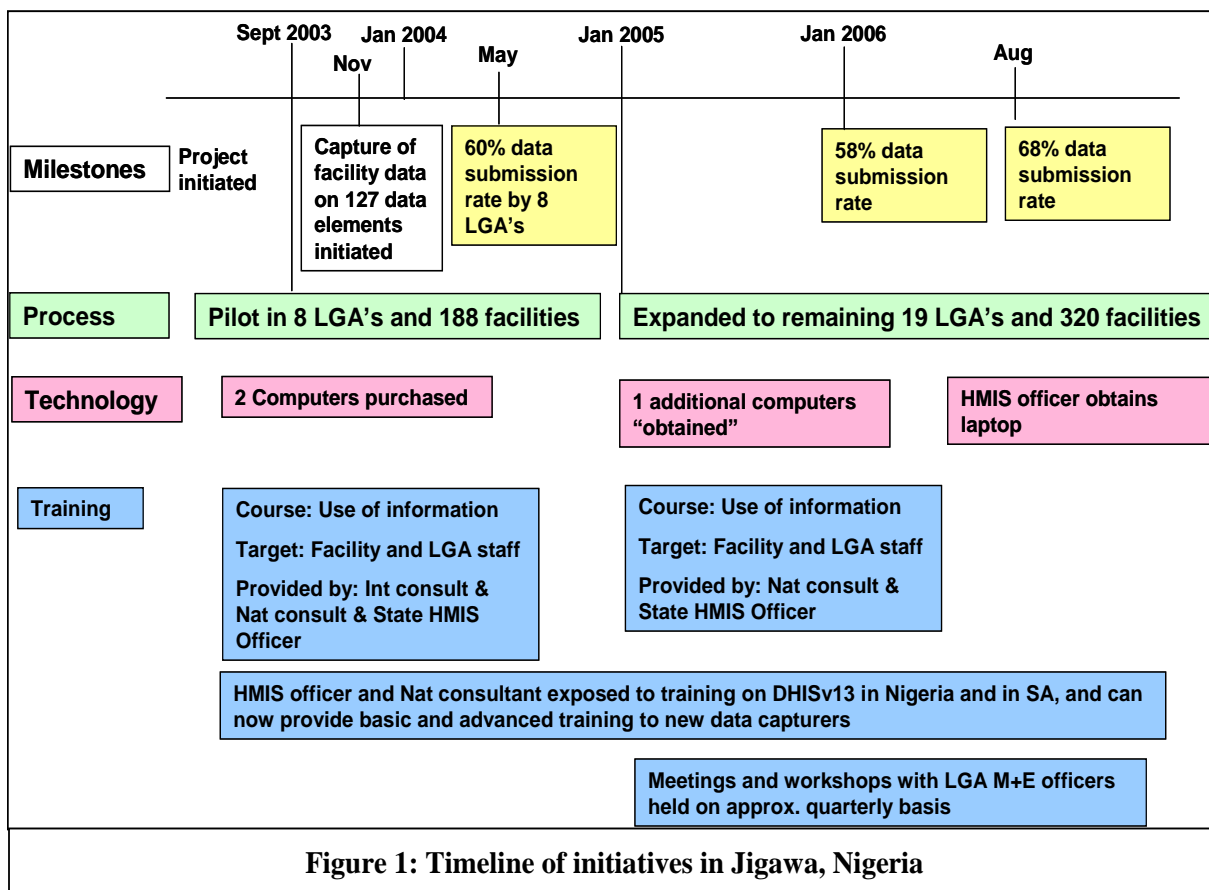 Sept 2003
Jan 2004
Jan 2005
Jan 2006
Nov
May
Aug
Milestones
Project
initiated
Capture of
facility data
on 127 data
elements
initiated
60% data
submission
rate by 8
LGA's
58% data
submission
rate
68% data
submission
rate
Process
Pilot in 8 LGA's and 188 facilities
Expanded to remaining 19 LGA's and 320 facilities
Technology
2 Computers purchased
1 additional computers
“obtained”
HMIS officer obtains
laptop
Training
Course: Use of information
Target: Facility and LGA staff
Provided by: Int consult &
Nat consult & State HMIS
Officer
Course: Use of information
Target: Facility and LGA staff
Provided by: Nat consult &
State HMIS Officer
HMIS officer and Nat consultant exposed to training on DHISv13 in Nigeria and in SA, and can
now provide basic and advanced training to new data capturers
Meetings and workshops with LGA M+E officers
held on approx. quarterly basis
Figure 1: Timeline of initiatives in Jigawa, Nigeria